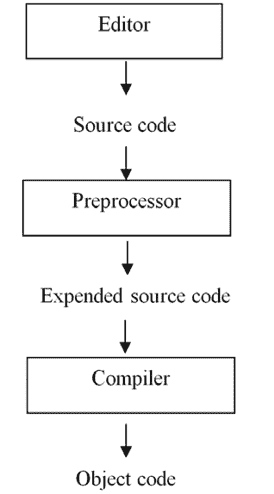 Editor
Source code
Preprocessor
Expended source code
Compiler
Object code